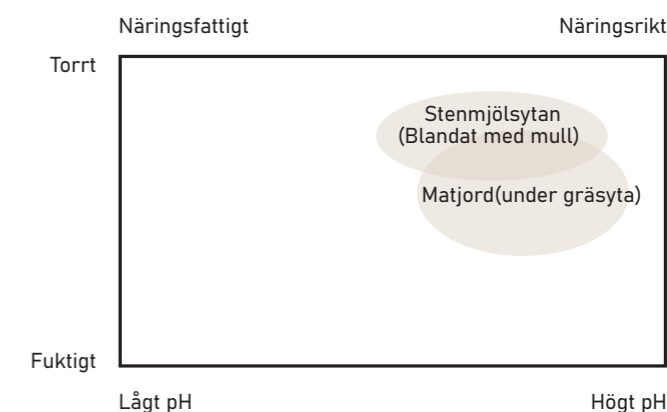 Näringsfattigt
Näringsrikt
Torrt
Stenmjölsytan
(Blandat med mull)
Matjord(under gräsyta)
Fuktigt
Lågt pH
Högt pH